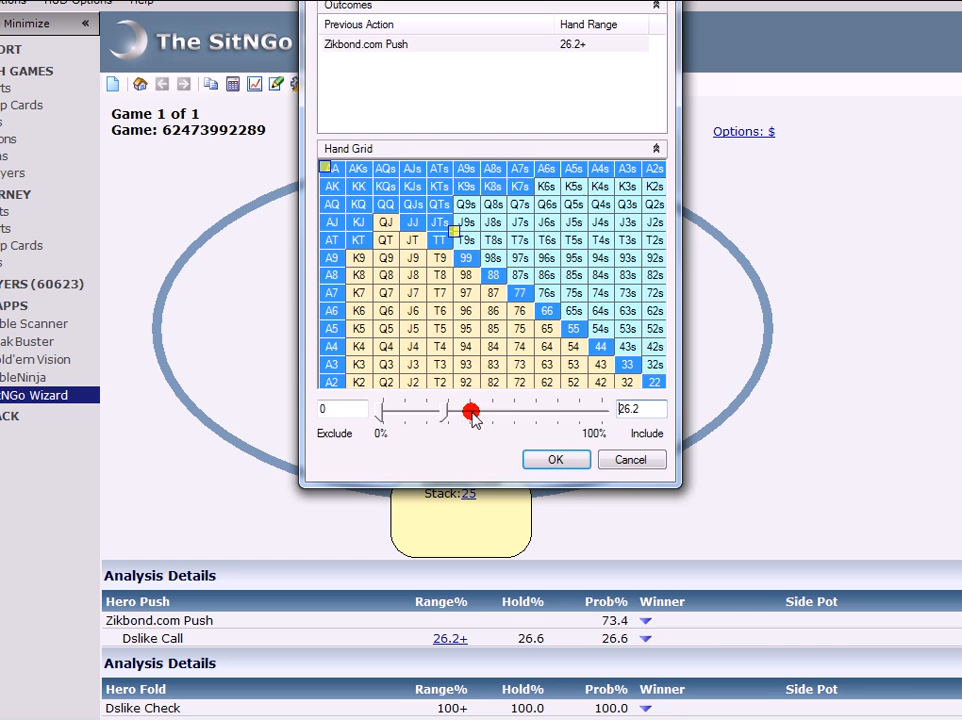 Options HUD Options Help
Minimize «
The SitNGo
ORT
H GAMES
rts
p Cards
s
ons
ns
yers
RNEY
ts
rts
p Cards
s
YERS (60623)
APPS
ble Scanner
eak Buster
old'em Vision
bleNinja
tNGo Wizard
ACK
Game 1 of 1
Game: 62473992289
Options: $
Outcomes
Previous Action Hand Range
Zikbond.com Push 26.2+
Hand Grid
A AKs AQs AJs ATs A9s A8s A7s A6s A5s A4s A3s A2s
AK KK KQs KJs KTs K9s K8s K7s K6s K5s K4s K3s K2s
AQ KQ QQ QJs QTs Q9s Q8s Q7s Q6s Q5s Q4s Q3s Q2s
AJ KJ QJ JJ JTs J9s J8s J7s J6s J5s J4s J3s J2s
AT KT QT JT TT T9s T8s T7s T6s T5s T4s T3s T2s
A9 K9 Q9 J9 T9 99 98s 97s 96s 95s 94s 93s 92s
A8 K8 Q8 J8 T8 98 88 87s 86s 85s 84s 83s 82s
A7 K7 Q7 J7 T7 97 87 77 76s 75s 74s 73s 72s
A6 K6 Q6 J6 T6 96 86 76 66 65s 64s 63s 62s
A5 K5 Q5 J5 T5 95 85 75 65 55 54s 53s 52s
A4 K4 Q4 J4 T4 94 84 74 64 54 44 43s 42s
A3 K3 Q3 J3 T3 93 83 73 63 53 43 33 32s
A2 K2 Q2 J2 T2 92 82 72 62 52 42 32 22
0 26.2
Exclude 0% 100% Include
OK Cancel
Stack:25
Analysis Details
Hero Push Range% Hold% Prob% Winner Side Pot
Zikbond.com Push 73.4
Dslike Call 26.2+ 26.6 26.6
Analysis Details
Hero Fold Range% Hold% Prob% Winner Side Pot
Dslike Check 100+ 100.0 100.0